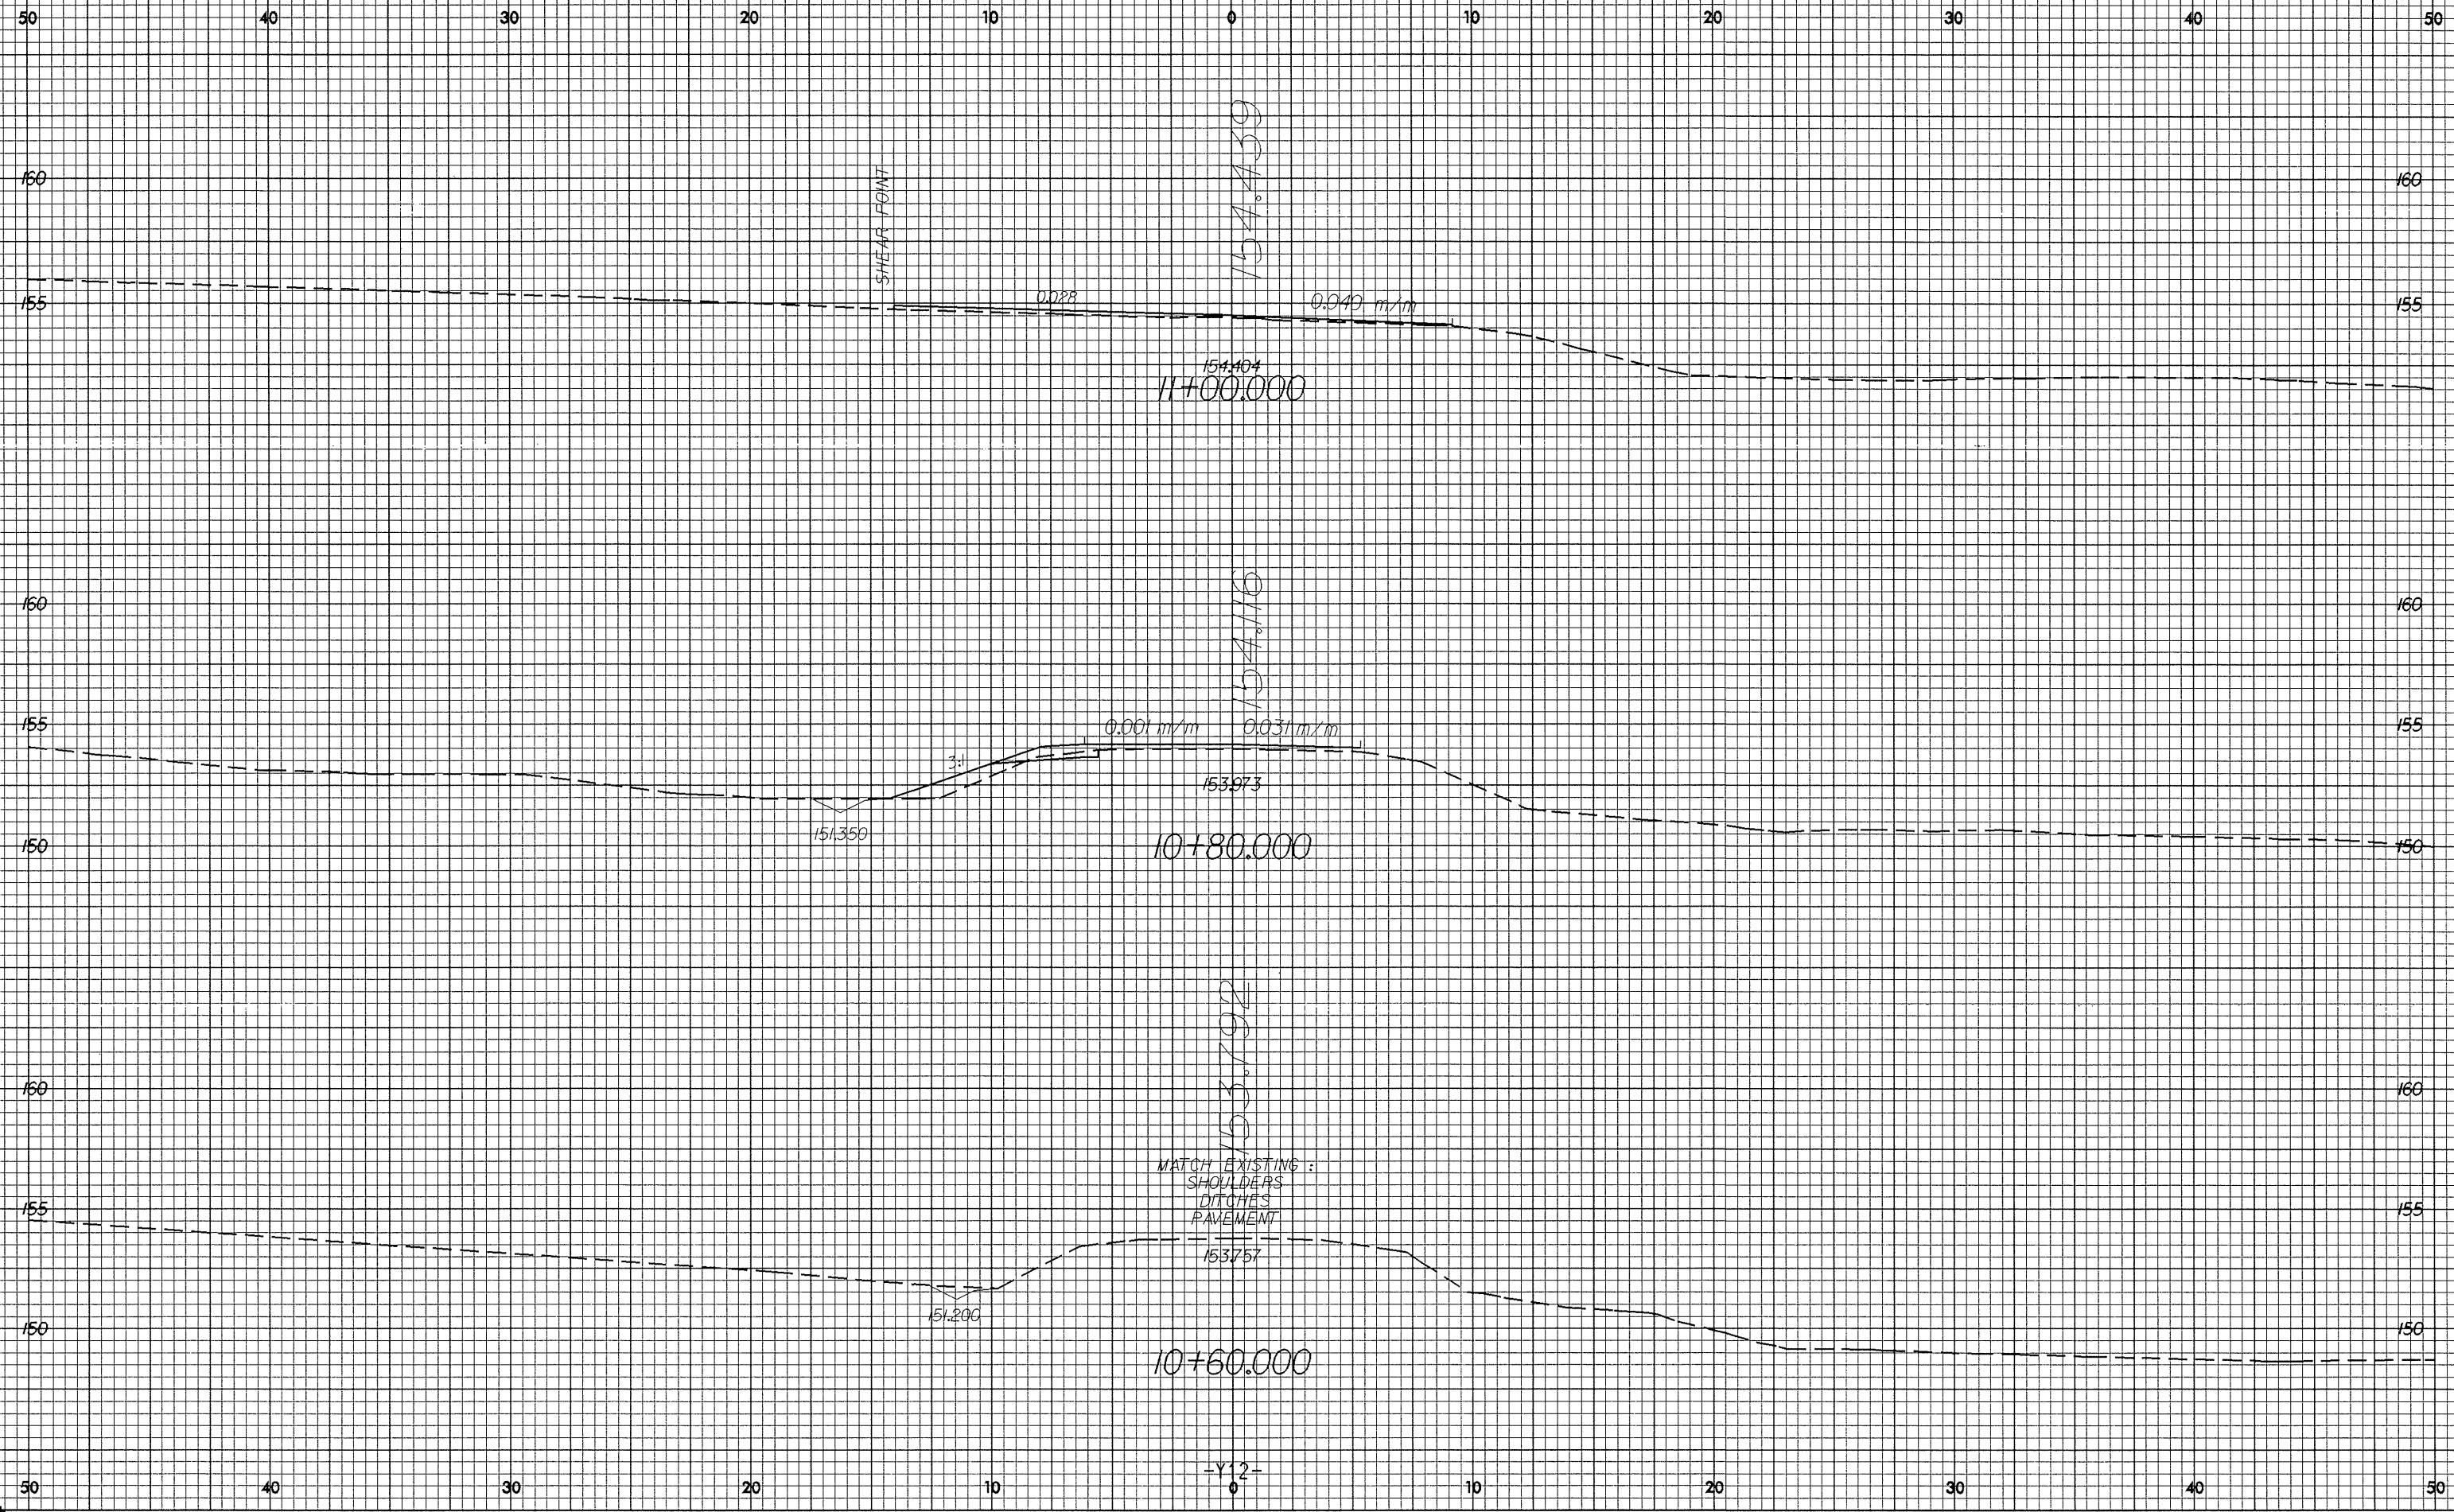 50 40 30 20 10 0 10 20 30 40 50
154.439
160 160
SHEAR POINT
155 0.028 0.040 m/m 155
154.404
11+00.000
154.116
160 160
155 0.001 m/m 0.031 m/m 155
3:1
153.973
151.350
150 10+80.000 150
153.792
160 160
MATCH EXISTING :
SHOULDERS
DITCHES
PAVEMENT
155 155
153.757
151.200
150 150
10+60.000
-Y12-
50 40 30 20 10 0 10 20 30 40 50